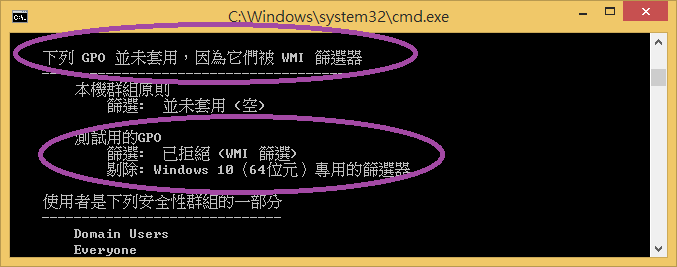 C:\Windows\system32\cmd.exe
下列 GPO 並未套用，因為它們被 WMI 篩選器
------------------------------------
本機群組原則
篩選: 並未套用 (空)
測試用的GPO
篩選: 已拒絕 (WMI 篩選)
剔除: Windows 10（64位元）專用的篩選器
使用者是下列安全性群組的一部分
------------------------------
Domain Users
Everyone